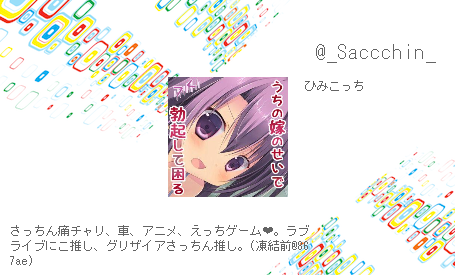 @_Saccchin_
ひみこっち
うちの嫁のせいで
勃起して困る
さっちん痛チャリ、車、アニメ、えっちゲーム❤。ラブ
ライブにこ推し、グリザイアさっちん推し。(凍結前@86
7ae)